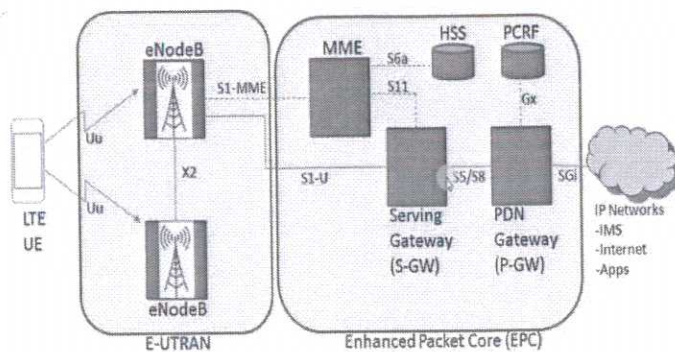 eNodeB
MME
HSS
PCRF
S6a
S1-MME
S11
Gx
Uu
X2
S1-U
S5/S8
SGi
Uu
LTE
UE
Serving
Gateway
(S-GW)
PDN
Gateway
(P-GW)
IP Networks
-IMS
-Internet
-Apps
eNodeB
E-UTRAN
Enhanced Packet Core (EPC)